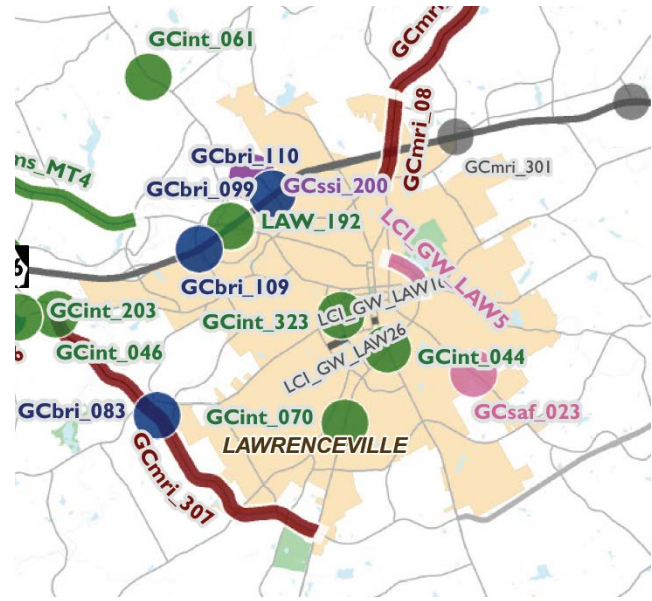 GCint_061
GCmri_08
GCbri_110
GCmri_301
ms_MT4
GCbri_099
GCssi_200
LAW_192
LCI_GW_LAW5
GCbri_109
GCint_203
GCint_323
GCint_046
LCI_GW_LAW26
GCint_044
GCbri_083
GCint_070
GCsaf_023
LAWRENCEVILLE
GCmri_307